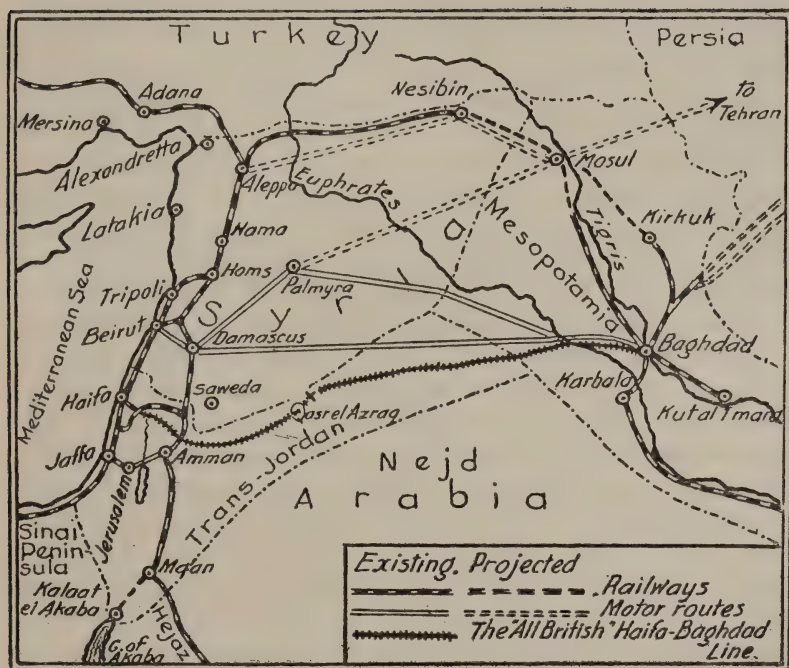 Turkey
Persia
Adana
Nesibin
to
Tehran
Mersina
Alexandretta
Mosul
Aleppo
Euphrates
Mesopotamia
Tigris
Kirkuk
Latakia
Hama
Homs
Palmyra
Tripoli
Beirut
Syria
Damascus
Baghdad
Mediterranean Sea
Saweda
Haifa
Qasr el Azraq
Karbala
Kut al Imara
Jaffa
Amman
Trans-Jordan
Nejd
Arabia
Jerusalem
Sinai
Penin-
sula
Maan
Kalaat
el Akaba
Hejaz
G. of
Akaba
Existing. Projected
Railways
Motor routes
The "All British" Haifa-Baghdad
Line.